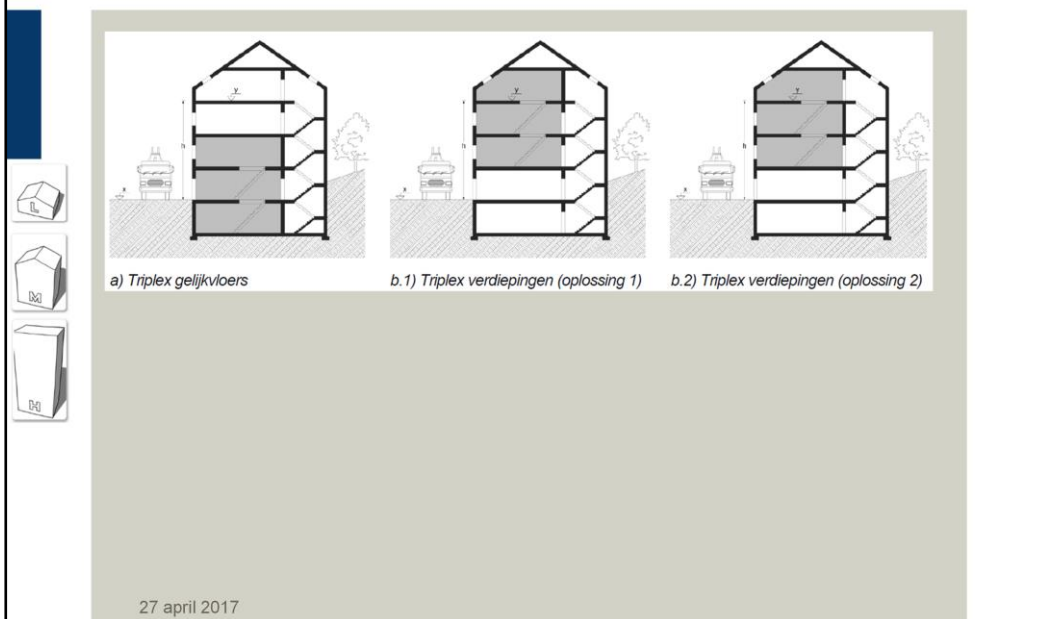 y
h
x
y
h
x
y
h
x
a) Triplex gelijkvloers
b.1) Triplex verdiepingen (oplossing 1)
b.2) Triplex verdiepingen (oplossing 2)
L
M
H
27 april 2017